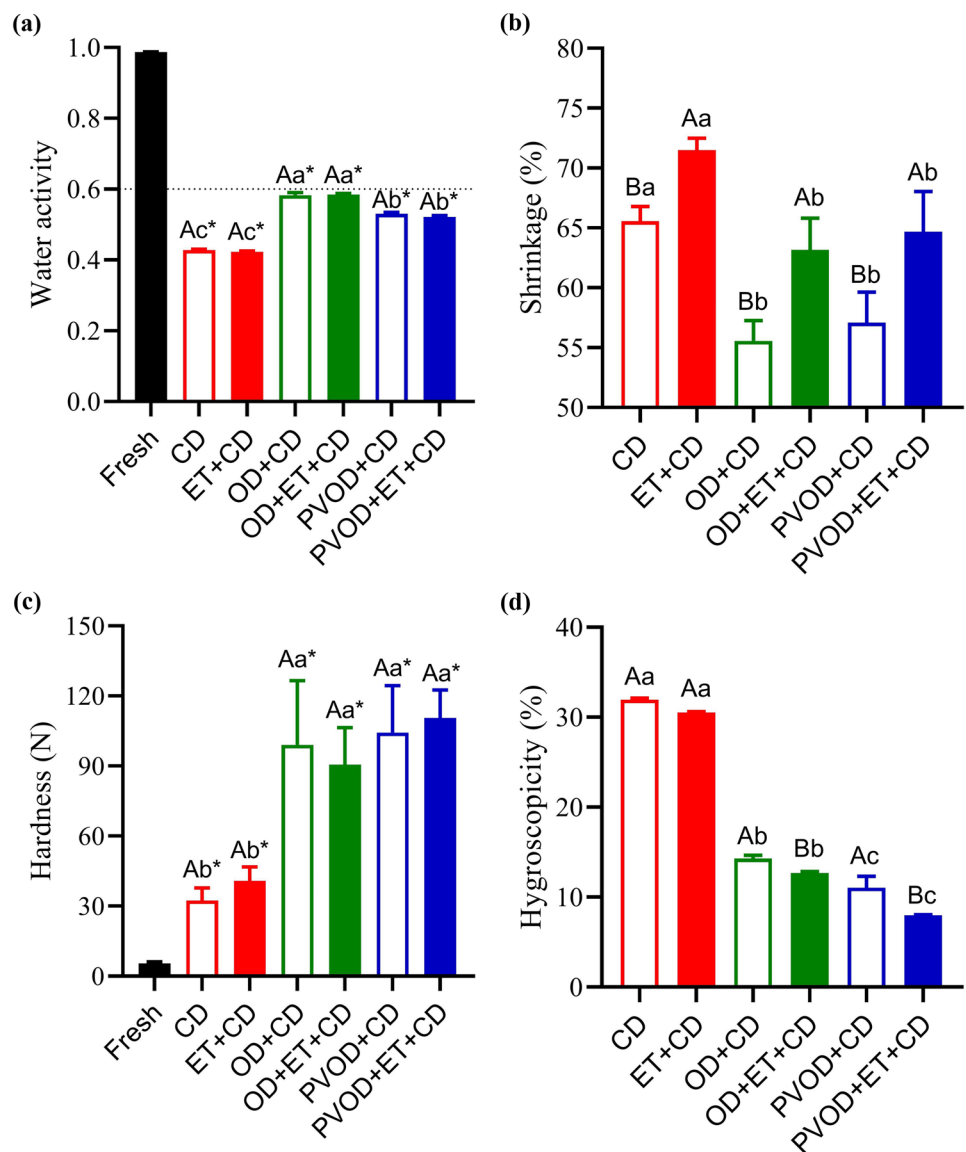 (a)
Water activity
1.0
0.8
0.6
0.4
0.2
0.0
Ac*
Ac*
Aa*
Aa*
Ab*
Ab*
Fresh
CD
ET+CD
OD+CD
OD+ET+CD
PVOD+CD
PVOD+ET+CD
(b)
Shrinkage (%)
80
75
70
65
60
55
50
Ba
Aa
Bb
Ab
Bb
Ab
CD
ET+CD
OD+CD
OD+ET+CD
PVOD+CD
PVOD+ET+CD
(c)
Hardness (N)
150
120
90
60
30
0
Ab*
Ab*
Aa*
Aa*
Aa*
Aa*
Fresh
CD
ET+CD
OD+CD
OD+ET+CD
PVOD+CD
PVOD+ET+CD
(d)
Hygroscopicity (%)
40
30
20
10
0
Aa
Aa
Ab
Bb
Ac
Bc
CD
ET+CD
OD+CD
OD+ET+CD
PVOD+CD
PVOD+ET+CD